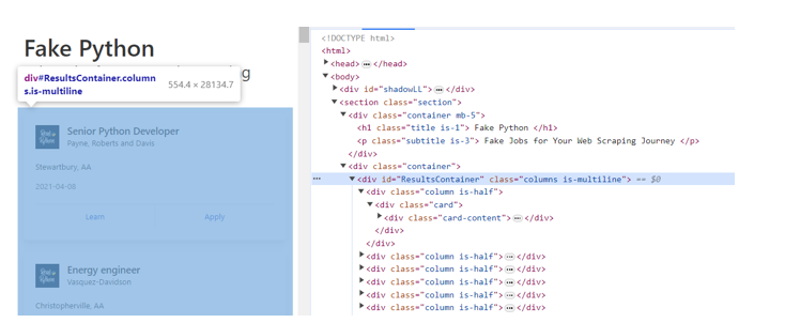 Fake Python
g
div#ResultsContainer.column
s.is-multiline
554.4 × 28134.7
Senior Python Developer
Payne, Roberts and Davis
Stewartbury, AA
2021-04-08
Learn Apply
Energy engineer
Vasquez-Davidson
Christopherville, AA
<!DOCTYPE html>
<html>
<head> </head>
<body>
<div id="shadowLL"> </div>
<section class="section">
<div class="container mb-5">
<h1 class="title is-1"> Fake Python </h1>
<p class="subtitle is-3"> Fake Jobs for Your Web Scraping Journey </p>
</div>
<div class="container">
<div id="ResultsContainer" class="columns is-multiline"> == $0
<div class="column is-half">
<div class="card">
<div class="card-content"> </div>
</div>
</div>
<div class="column is-half"> </div>
<div class="column is-half"> </div>
<div class="column is-half"> </div>
<div class="column is-half"> </div>
<div class="column is-half"> </div>